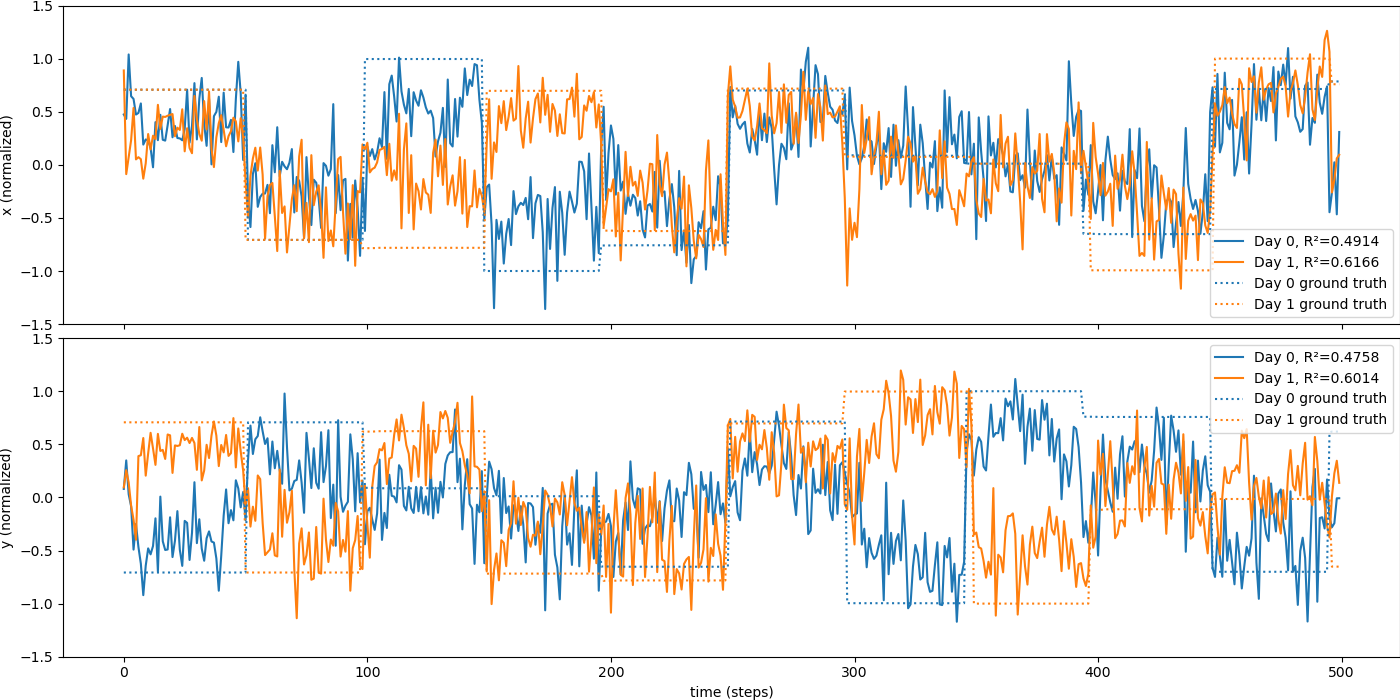 1.5
1.0
0.5
0.0
−0.5
−1.0
−1.5
x (normalized)
Day 0, R²=0.4914
Day 1, R²=0.6166
Day 0 ground truth
Day 1 ground truth
1.5
1.0
0.5
0.0
−0.5
−1.0
−1.5
y (normalized)
Day 0, R²=0.4758
Day 1, R²=0.6014
Day 0 ground truth
Day 1 ground truth
0 100 200 300 400 500
time (steps)